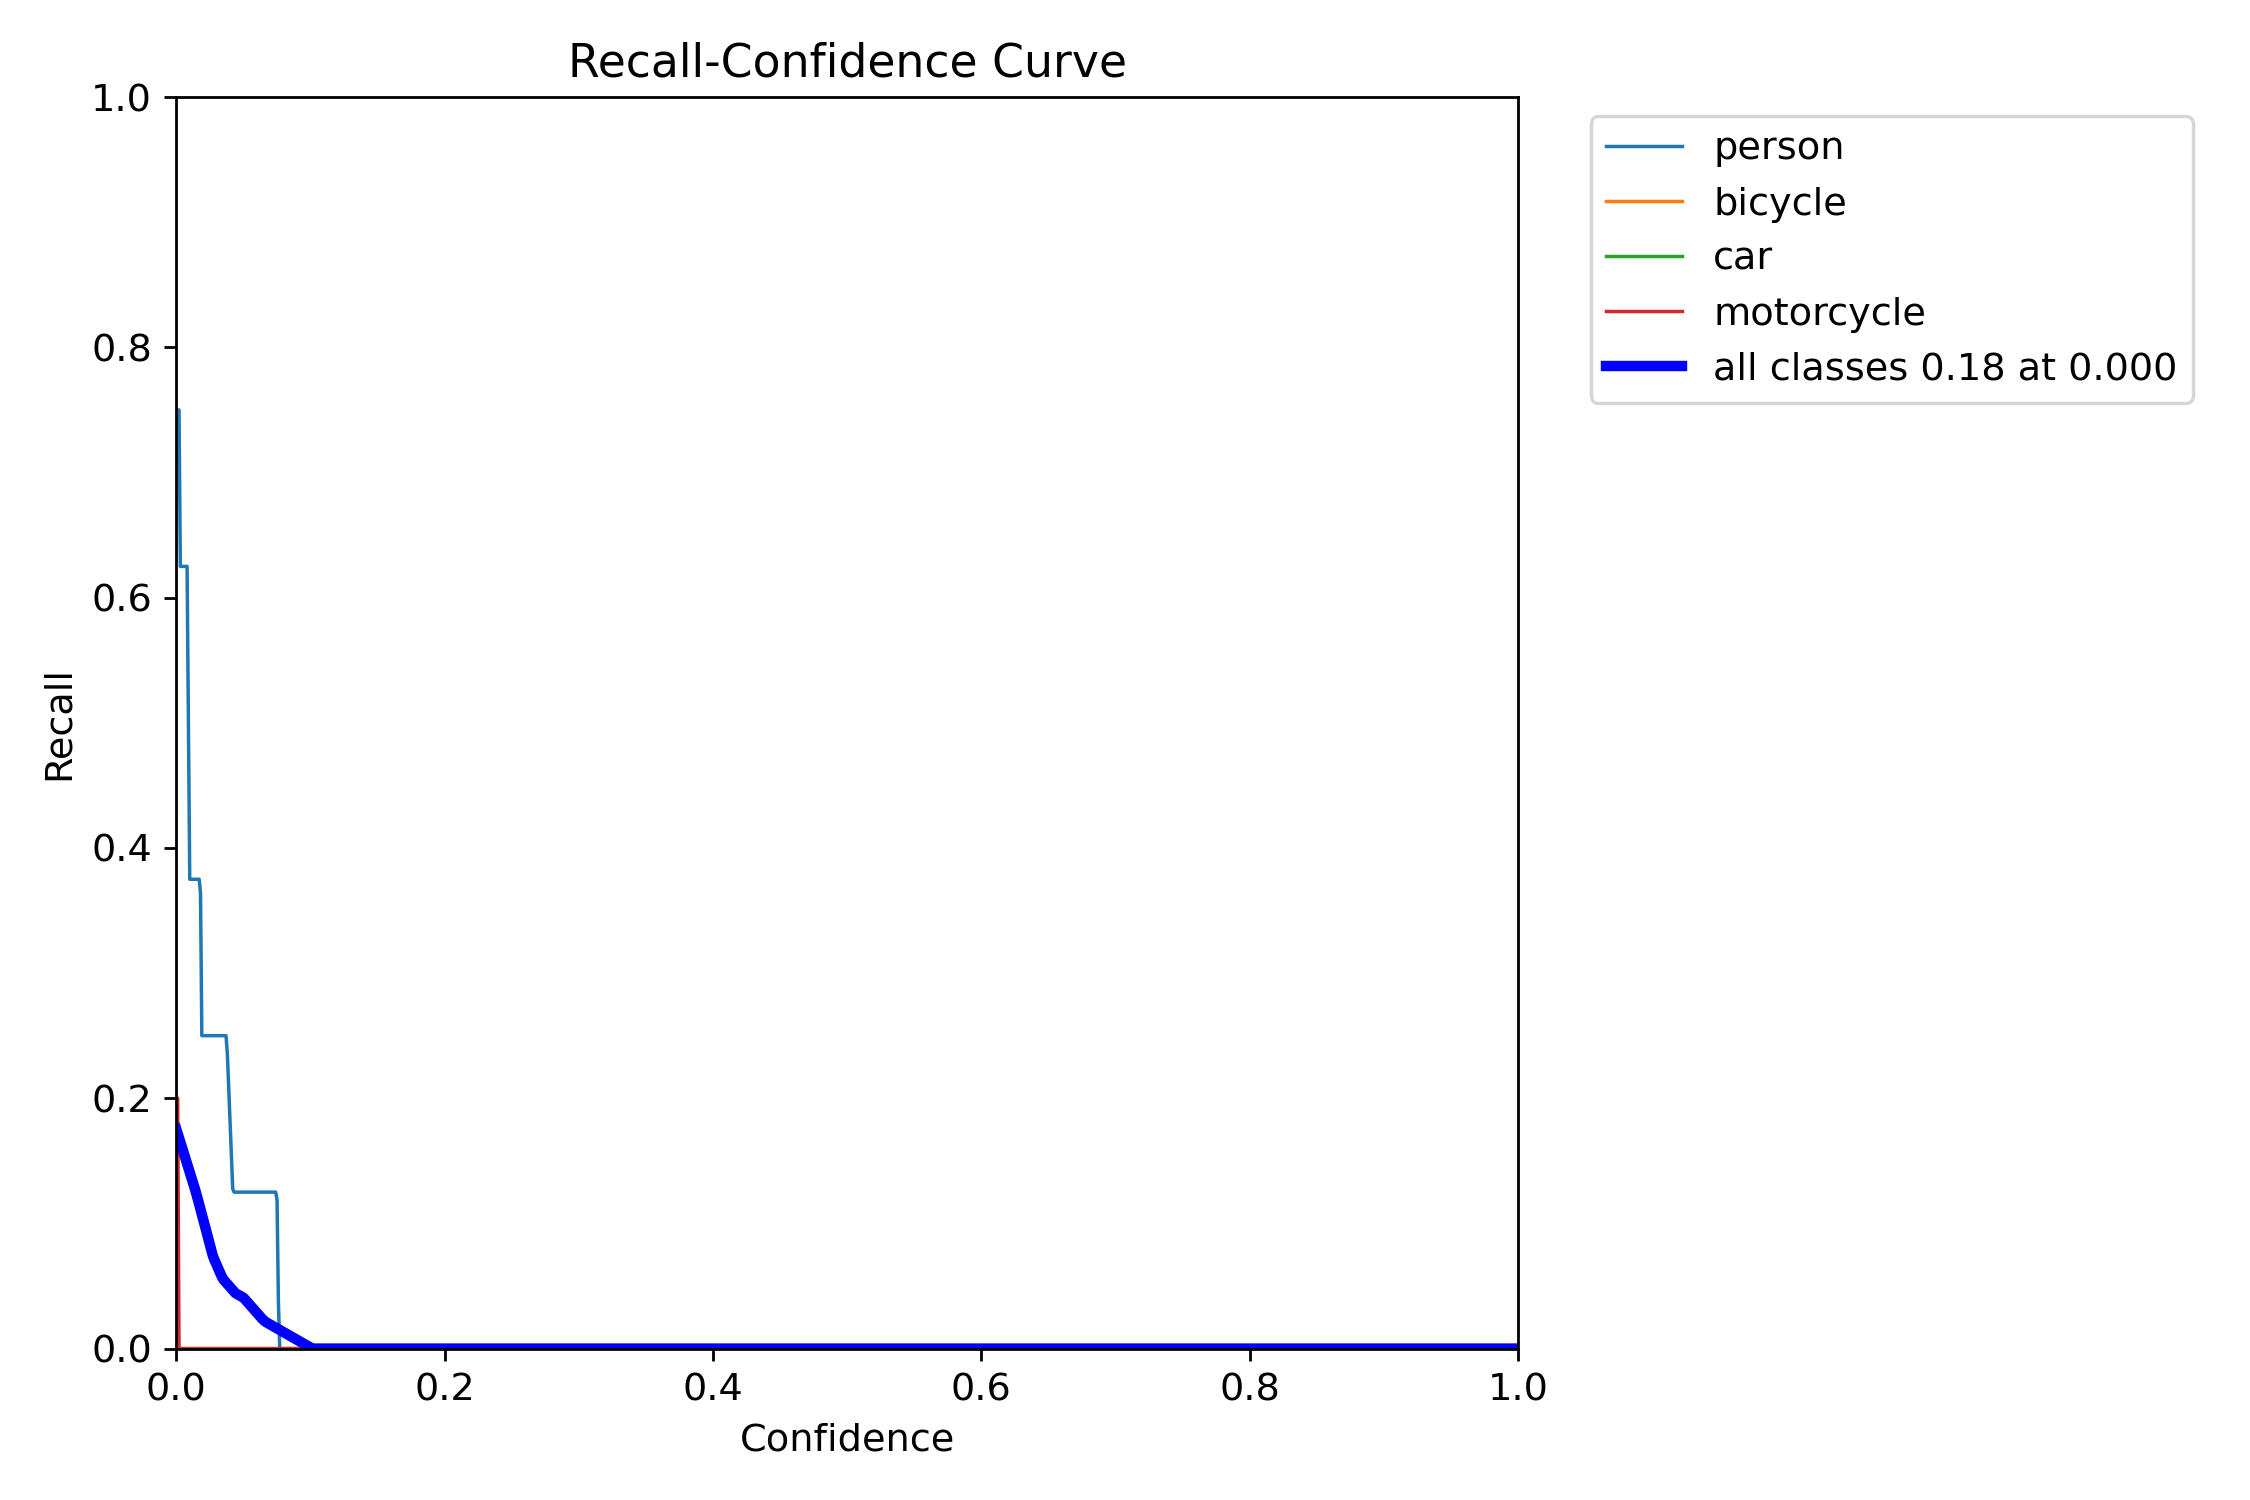 Recall-Confidence Curve
1.0
0.8
0.6
0.4
0.2
0.0
Recall
0.0 0.2 0.4 0.6 0.8 1.0
Confidence
person
bicycle
car
motorcycle
all classes 0.18 at 0.000